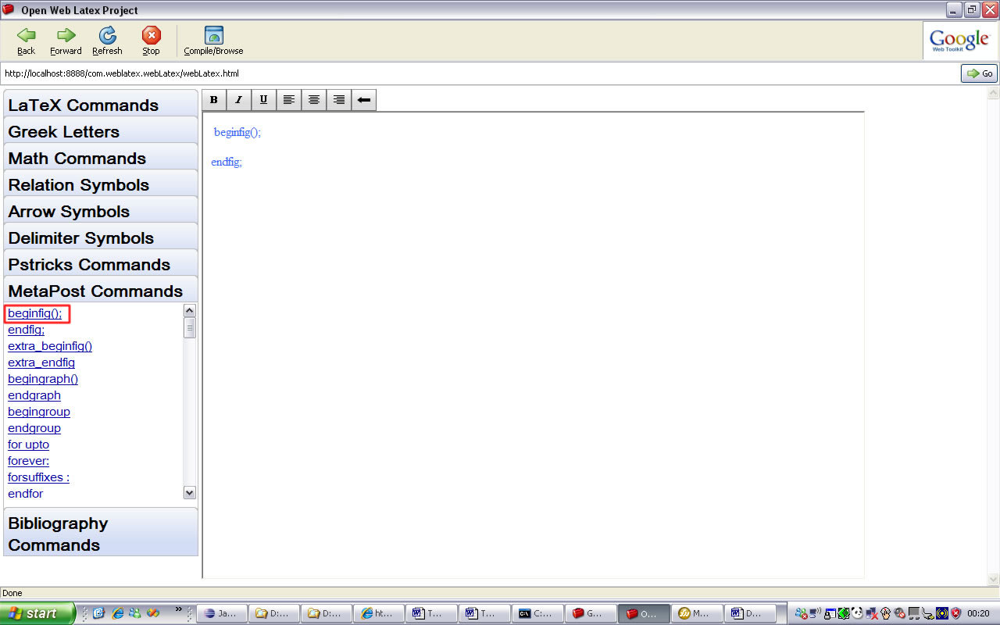 Open Web Latex Project
Back Forward Refresh Stop Compile/Browse
Google
Web Toolkit
http://localhost:8888/com.weblatex.webLatex/webLatex.html
Go
LaTeX Commands
Greek Letters
Math Commands
Relation Symbols
Arrow Symbols
Delimiter Symbols
Pstricks Commands
MetaPost Commands
beginfig();
endfig;
extra_beginfig()
extra_endfig
begingraph()
endgraph
begingroup
endgroup
for upto
forever:
forsuffixes :
endfor
Bibliography
Commands
B I U
beginfig();
endfig;
Done
start
»
Ja...
D:...
D:...
ht...
T...
T...
C:...
G...
O...
M...
D...
00:20